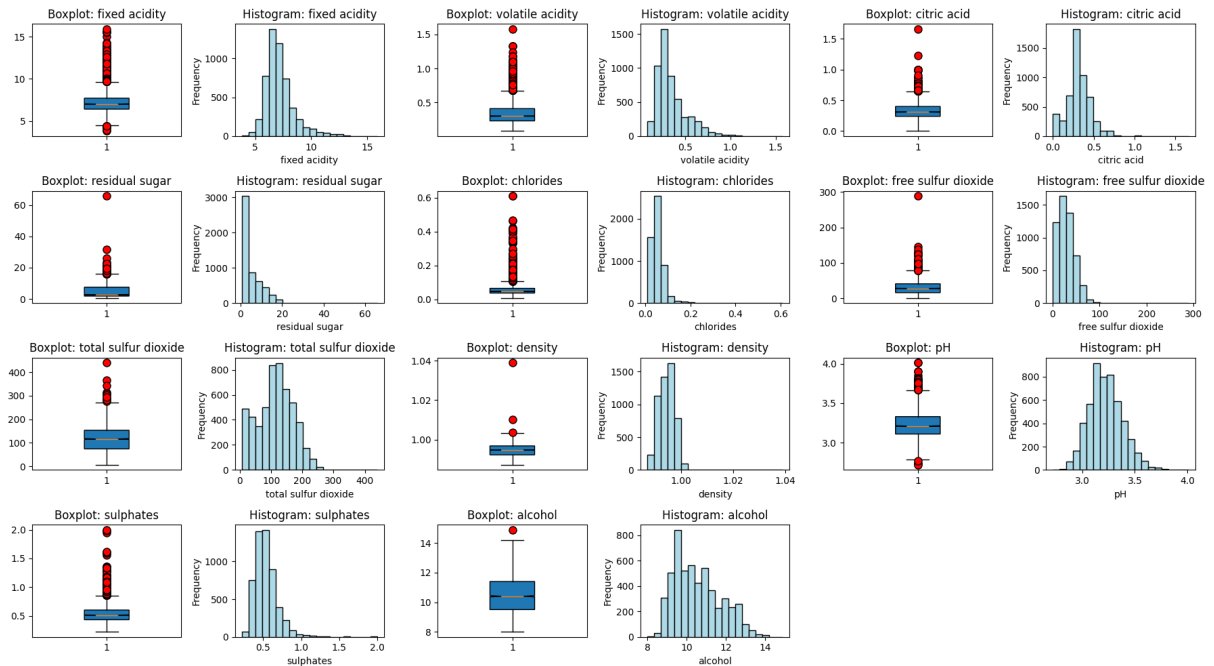 Boxplot: fixed acidity
Histogram: fixed acidity
Boxplot: volatile acidity
Histogram: volatile acidity
Boxplot: citric acid
Histogram: citric acid
15
10
5
1
Frequency
1000
500
0
5 10 15
fixed acidity
1.5
1.0
0.5
1
Frequency
1500
1000
500
0
0.5 1.0 1.5
volatile acidity
1.5
1.0
0.5
0.0
1
Frequency
1500
1000
500
0
0.0 0.5 1.0 1.5
citric acid
Boxplot: residual sugar
Histogram: residual sugar
Boxplot: chlorides
Histogram: chlorides
Boxplot: free sulfur dioxide
Histogram: free sulfur dioxide
60
40
20
0
1
Frequency
3000
2000
1000
0
0 20 40 60
residual sugar
0.6
0.4
0.2
0.0
1
Frequency
2000
1000
0
0.0 0.2 0.4 0.6
chlorides
300
200
100
0
1
Frequency
1500
1000
500
0
0 100 200 300
free sulfur dioxide
Boxplot: total sulfur dioxide
Histogram: total sulfur dioxide
Boxplot: density
Histogram: density
Boxplot: pH
Histogram: pH
400
300
200
100
0
1
Frequency
800
600
400
200
0
0 100 200 300 400
total sulfur dioxide
1.04
1.02
1.00
1
Frequency
1500
1000
500
0
1.00 1.02 1.04
density
4.0
3.5
3.0
1
Frequency
800
600
400
200
0
3.0 3.5 4.0
pH
Boxplot: sulphates
Histogram: sulphates
Boxplot: alcohol
Histogram: alcohol
2.0
1.5
1.0
0.5
1
Frequency
1000
500
0
0.5 1.0 1.5 2.0
sulphates
14
12
10
8
1
Frequency
800
600
400
200
0
8 10 12 14
alcohol